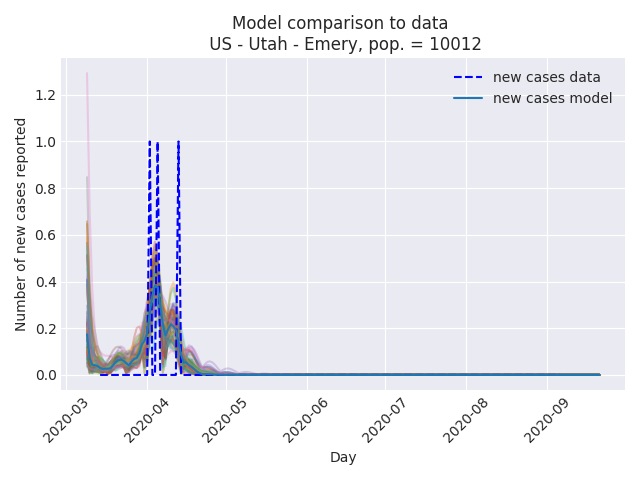 Model comparison to data
US - Utah - Emery, pop. = 10012
new cases data
new cases model
Number of new cases reported
1.2
1.0
0.8
0.6
0.4
0.2
0.0
2020-03
2020-04
2020-05
2020-06
2020-07
2020-08
2020-09
Day